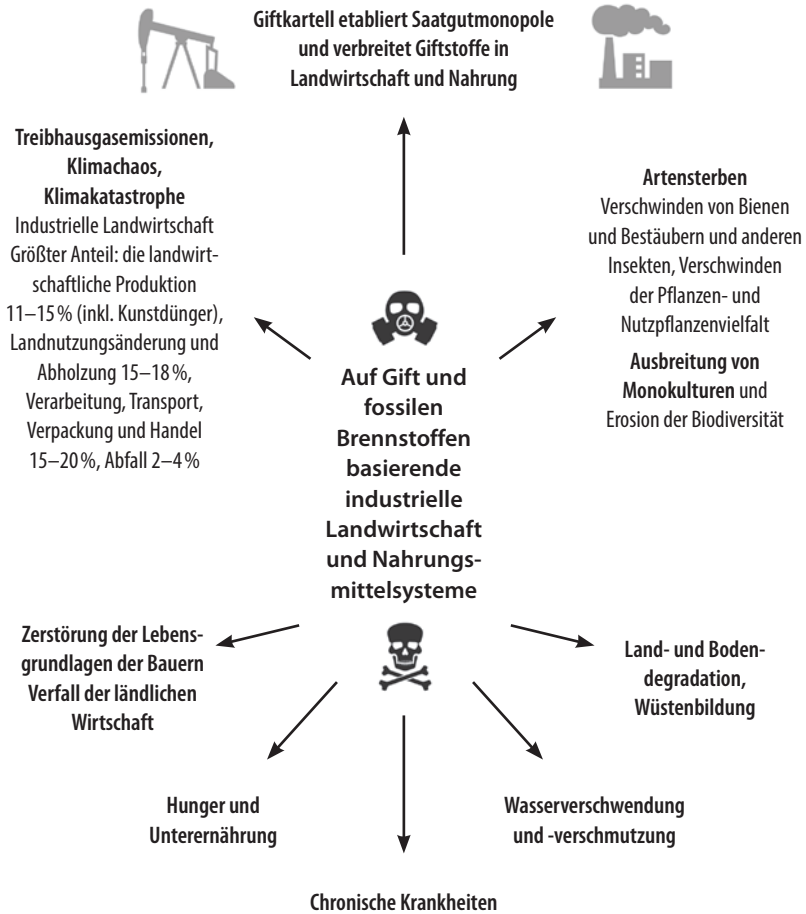 Giftkartell etabliert Saatgutmonopole
und verbreitet Giftstoffe in
Landwirtschaft und Nahrung
Treibhausgasemissionen,
Klimachaos,
Klimakatastrophe
Industrielle Landwirtschaft
Größter Anteil: die landwirt-
schaftliche Produktion
11–15 % (inkl. Kunstdünger),
Landnutzungsänderung und
Abholzung 15–18 %,
Verarbeitung, Transport,
Verpackung und Handel
15–20 %, Abfall 2–4 %
Artensterben
Verschwinden von Bienen
und Bestäubern und anderen
Insekten, Verschwinden
der Pflanzen- und
Nutzpflanzenvielfalt
Ausbreitung von
Monokulturen und
Erosion der Biodiversität
Auf Gift und
fossilen
Brennstoffen
basierende
industrielle
Landwirtschaft
und Nahrungs-
mittelsysteme
Zerstörung der Lebens-
grundlagen der Bauern
Verfall der ländlichen
Wirtschaft
Land- und Boden-
degradation,
Wüstenbildung
Hunger und
Unterernährung
Wasserverschwendung
und -verschmutzung
Chronische Krankheiten